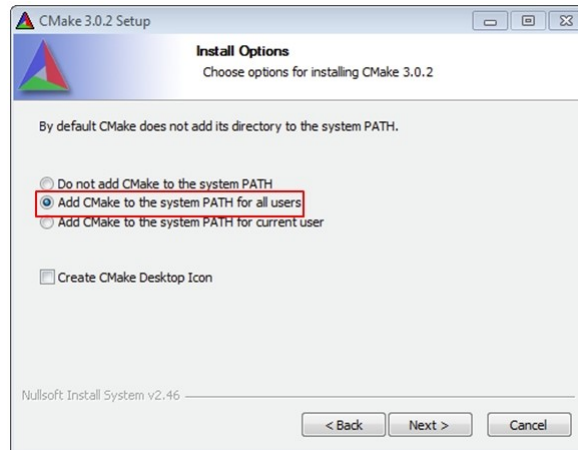 CMake 3.0.2 Setup
Install Options
Choose options for installing CMake 3.0.2
By default CMake does not add its directory to the system PATH.
Do not add CMake to the system PATH
Add CMake to the system PATH for all users
Add CMake to the system PATH for current user
Create CMake Desktop Icon
Nullsoft Install System v2.46
< Back Next > Cancel